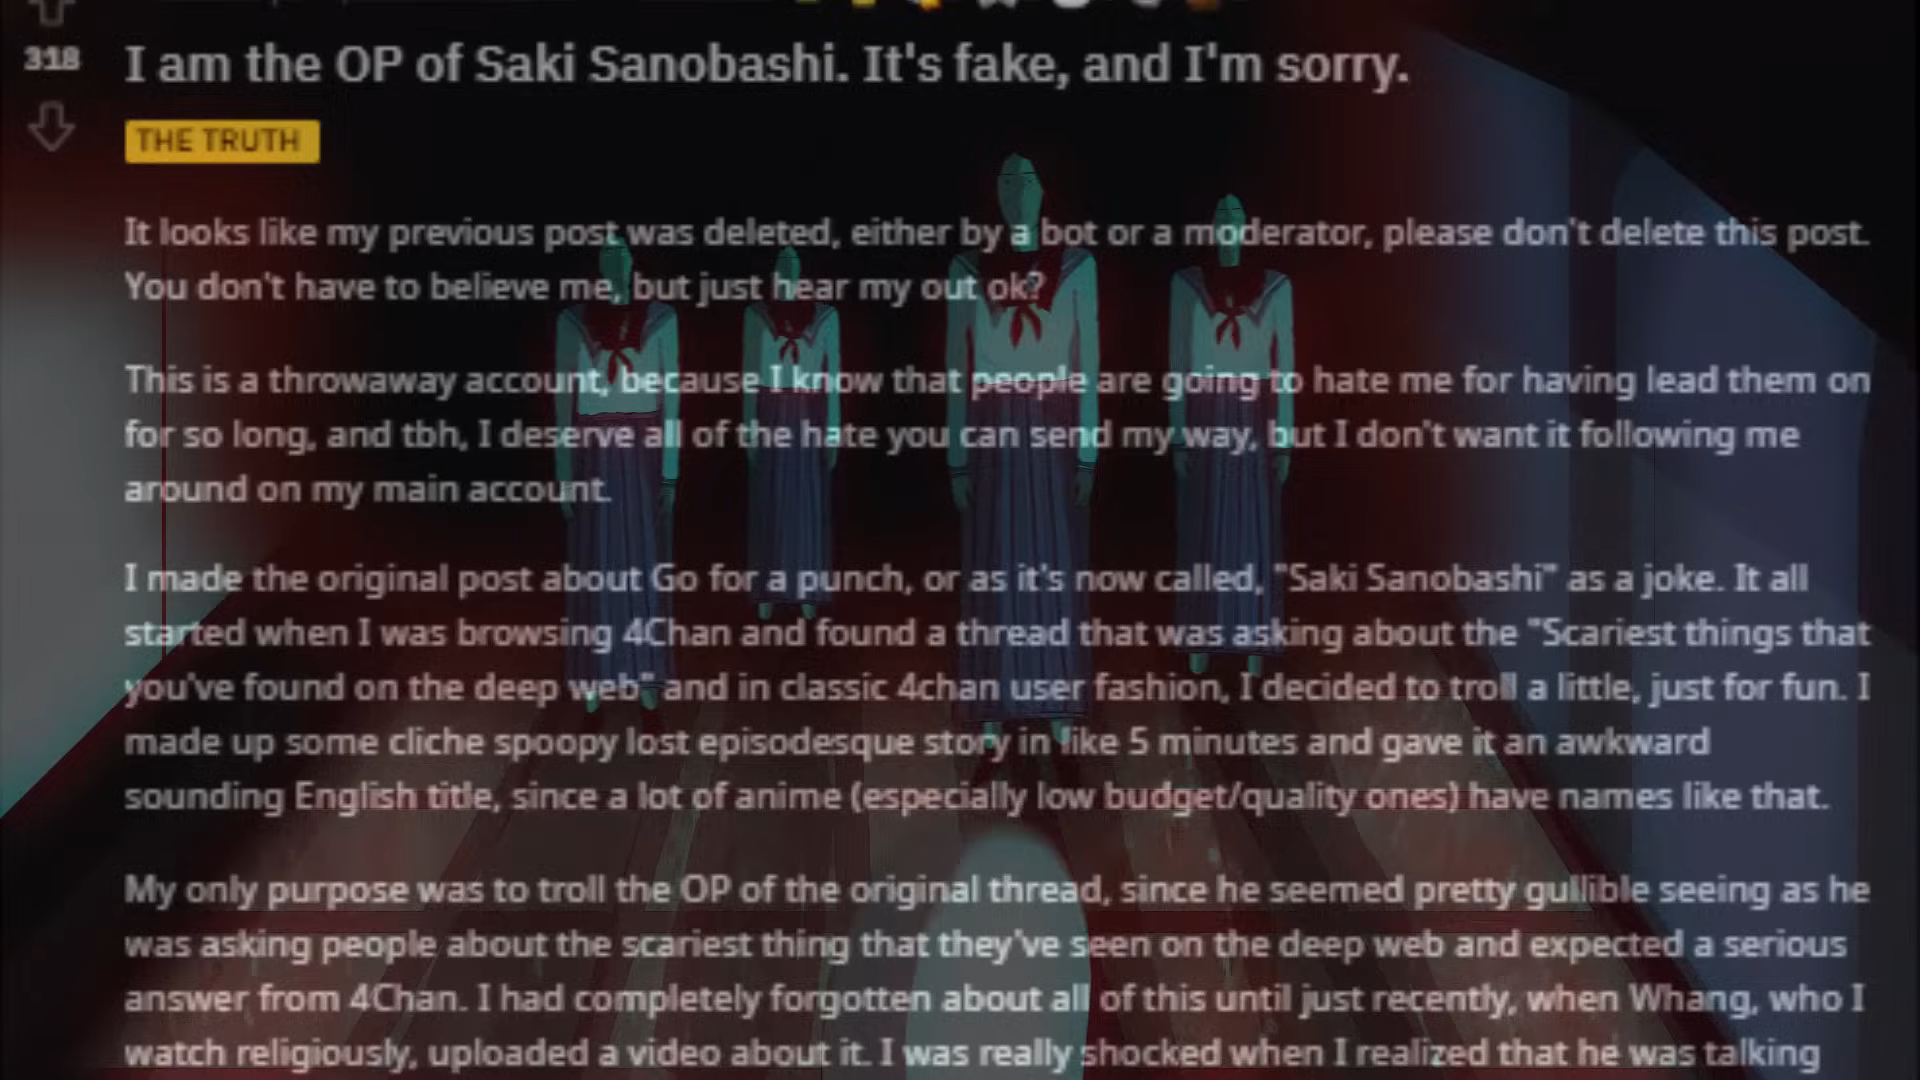 318
I am the OP of Saki Sanobashi. It's fake, and I'm sorry.
THE TRUTH
It looks like my previous post was deleted, either by a bot or a moderator, please don't delete this post.
You don't have to believe me, but just hear my out ok?
This is a throwaway account, because I know that people are going to hate me for having lead them on
for so long, and tbh, I deserve all of the hate you can send my way, but I don't want it following me
around on my main account.
I made the original post about Go for a punch, or as it's now called, "Saki Sanobashi" as a joke. It all
started when I was browsing 4Chan and found a thread that was asking about the "Scariest things that
you've found on the deep web" and in classic 4chan user fashion, I decided to troll a little, just for fun. I
made up some cliche spoopy lost episodesque story in like 5 minutes and gave it an awkward
sounding English title, since a lot of anime (especially low budget/quality ones) have names like that.
My only purpose was to troll the OP of the original thread, since he seemed pretty gullible seeing as he
was asking people about the scariest thing that they've seen on the deep web and expected a serious
answer from 4Chan. I had completely forgotten about all of this until just recently, when Whang, who I
watch religiously, uploaded a video about it. I was really shocked when I realized that he was talking